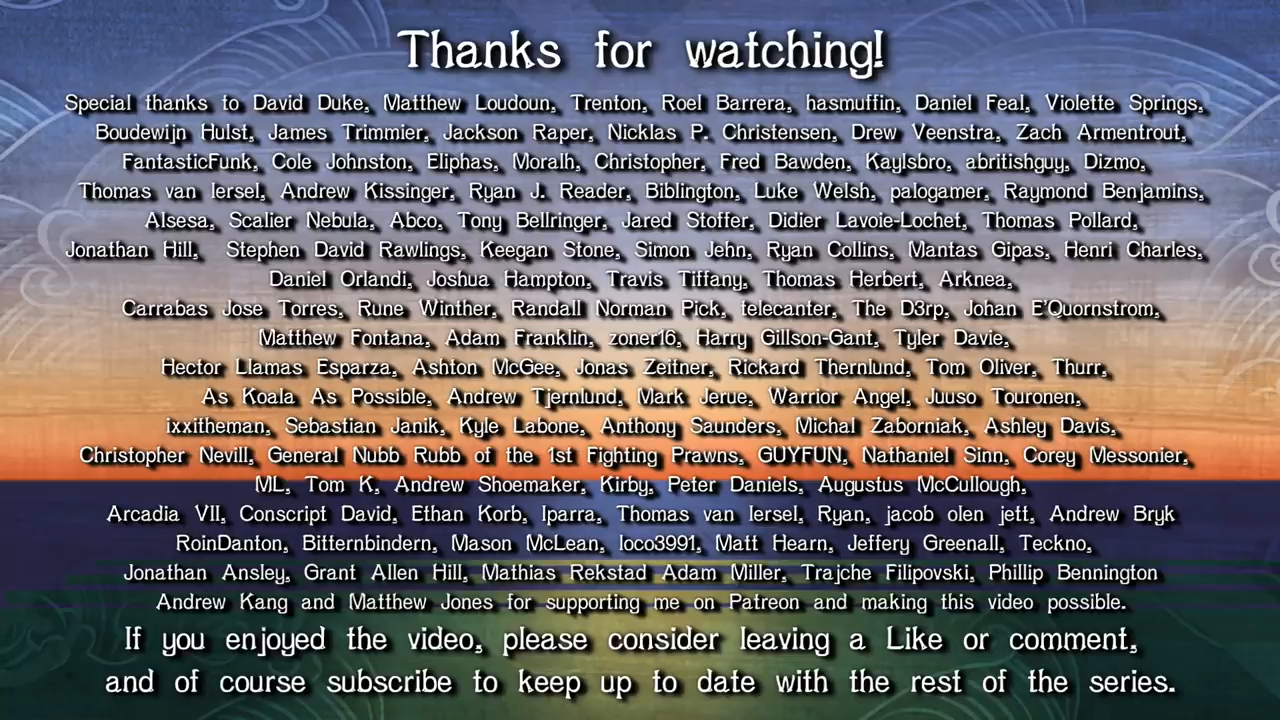 Thanks for watching!
Special thanks to David Duke, Matthew Loudoun, Trenton, Roel Barrera, hasmuffin, Daniel Feal, Violette Springs,
Boudewijn Hulst, James Trimmier, Jackson Raper, Nicklas P. Christensen, Drew Veenstra, Zach Armentrout,
FantasticFunk, Cole Johnston, Eliphas, Moralh, Christopher, Fred Bawden, Kaylsbro, abritishguy, Dizmo,
Thomas van Iersel, Andrew Kissinger, Ryan J. Reader, Biblington, Luke Welsh, palogamer, Raymond Benjamins,
Alsesa, Scalier Nebula, Abco, Tony Bellringer, Jared Stoffer, Didier Lavoie-Lochet, Thomas Pollard,
Jonathan Hill, Stephen David Rawlings, Keegan Stone, Simon Jehn, Ryan Collins, Mantas Gipas, Henri Charles,
Daniel Orlandi, Joshua Hampton, Travis Tiffany, Thomas Herbert, Arknea,
Carrabas Jose Torres, Rune Winther, Randall Norman Pick, telecanter, The D3rp, Johan E'Quornstrom,
Matthew Fontana, Adam Franklin, zoner16, Harry Gillson-Gant, Tyler Davie,
Hector Llamas Esparza, Ashton McGee, Jonas Zeitner, Rickard Thernlund, Tom Oliver, Thurr,
As Koala As Possible, Andrew Tjernlund, Mark Jerue, Warrior Angel, Juuso Touronen,
ixxitheman, Sebastian Janik, Kyle Labone, Anthony Saunders, Michal Zaborniak, Ashley Davis,
Christopher Nevill, General Nubb Rubb of the 1st Fighting Prawns, GUYFUN, Nathaniel Sinn, Corey Messonier,
ML, Tom K, Andrew Shoemaker, Kirby, Peter Daniels, Augustus McCullough,
Arcadia VII, Conscript David, Ethan Korb, Iparra, Thomas van Iersel, Ryan, jacob olen jett, Andrew Bryk
RoinDanton, Bitternbindern, Mason McLean, loco3991, Matt Hearn, Jeffery Greenall, Teckno,
Jonathan Ansley, Grant Allen Hill, Mathias Rekstad Adam Miller, Trajche Filipovski, Phillip Bennington
Andrew Kang and Matthew Jones for supporting me on Patreon and making this video possible.
If you enjoyed the video, please consider leaving a Like or comment,
and of course subscribe to keep up to date with the rest of the series.